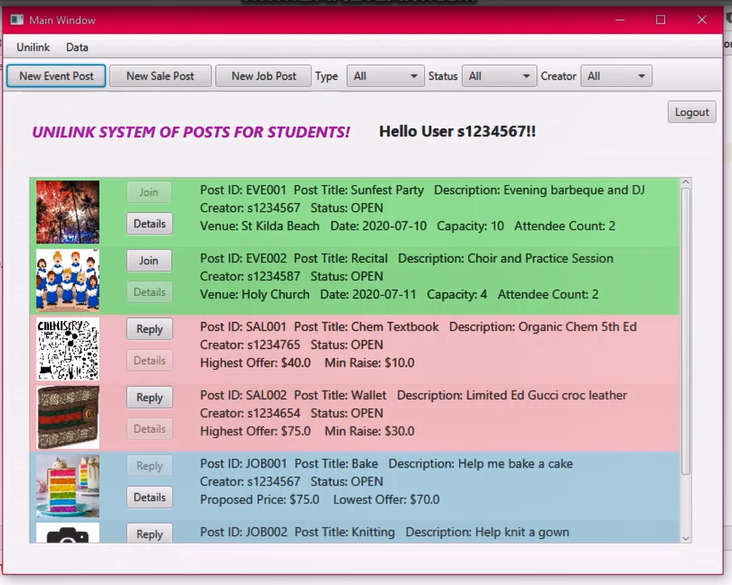 Main Window
Unilink Data
New Event Post New Sale Post New Job Post Type All Status All Creator All
Logout
UNILINK SYSTEM OF POSTS FOR STUDENTS! Hello User s1234567!!
Join Post ID: EVE001 Post Title: Sunfest Party Description: Evening barbeque and DJ
Creator: s1234567 Status: OPEN
Details Venue: St Kilda Beach Date: 2020-07-10 Capacity: 10 Attendee Count: 2
Join Post ID: EVE002 Post Title: Recital Description: Choir and Practice Session
Creator: s1234587 Status: OPEN
Details Venue: Holy Church Date: 2020-07-11 Capacity: 4 Attendee Count: 2
CHEMISTRY
Reply Post ID: SAL001 Post Title: Chem Textbook Description: Organic Chem 5th Ed
Creator: s1234765 Status: OPEN
Details Highest Offer: $40.0 Min Raise: $10.0
Reply Post ID: SAL002 Post Title: Wallet Description: Limited Ed Gucci croc leather
Creator: s1234654 Status: OPEN
Details Highest Offer: $75.0 Min Raise: $30.0
Reply Post ID: JOB001 Post Title: Bake Description: Help me bake a cake
Creator: s1234567 Status: OPEN
Details Proposed Price: $75.0 Lowest Offer: $70.0
Reply Post ID: JOB002 Post Title: Knitting Description: Help knit a gown